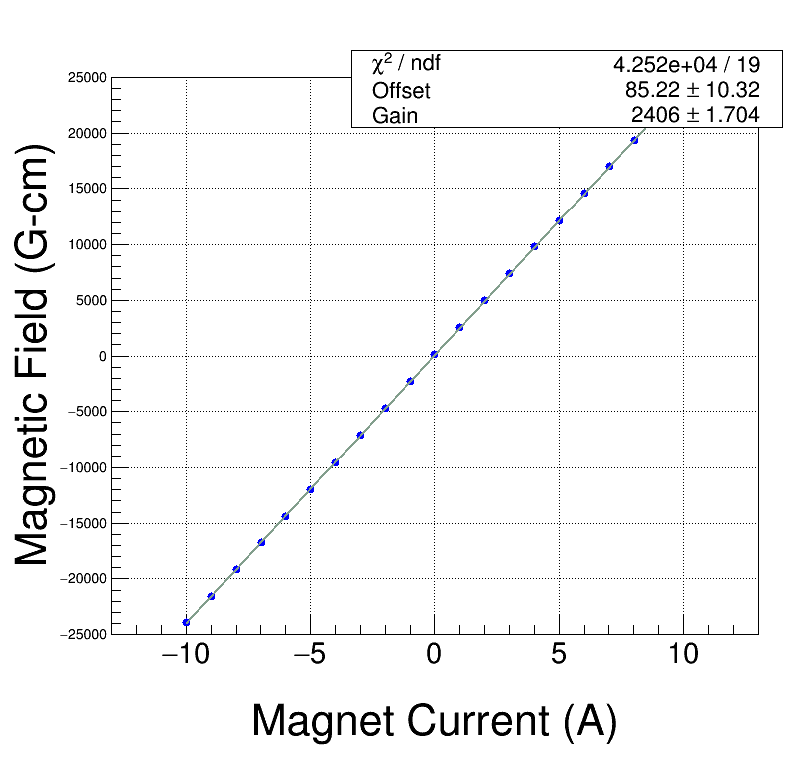 χ² / ndf 4.252e+04 / 19
Offset 85.22 ± 10.32
Gain 2406 ± 1.704
25000
20000
15000
10000
5000
0
−5000
−10000
−15000
−20000
−25000
Magnetic Field (G-cm)
−10 −5 0 5 10
Magnet Current (A)